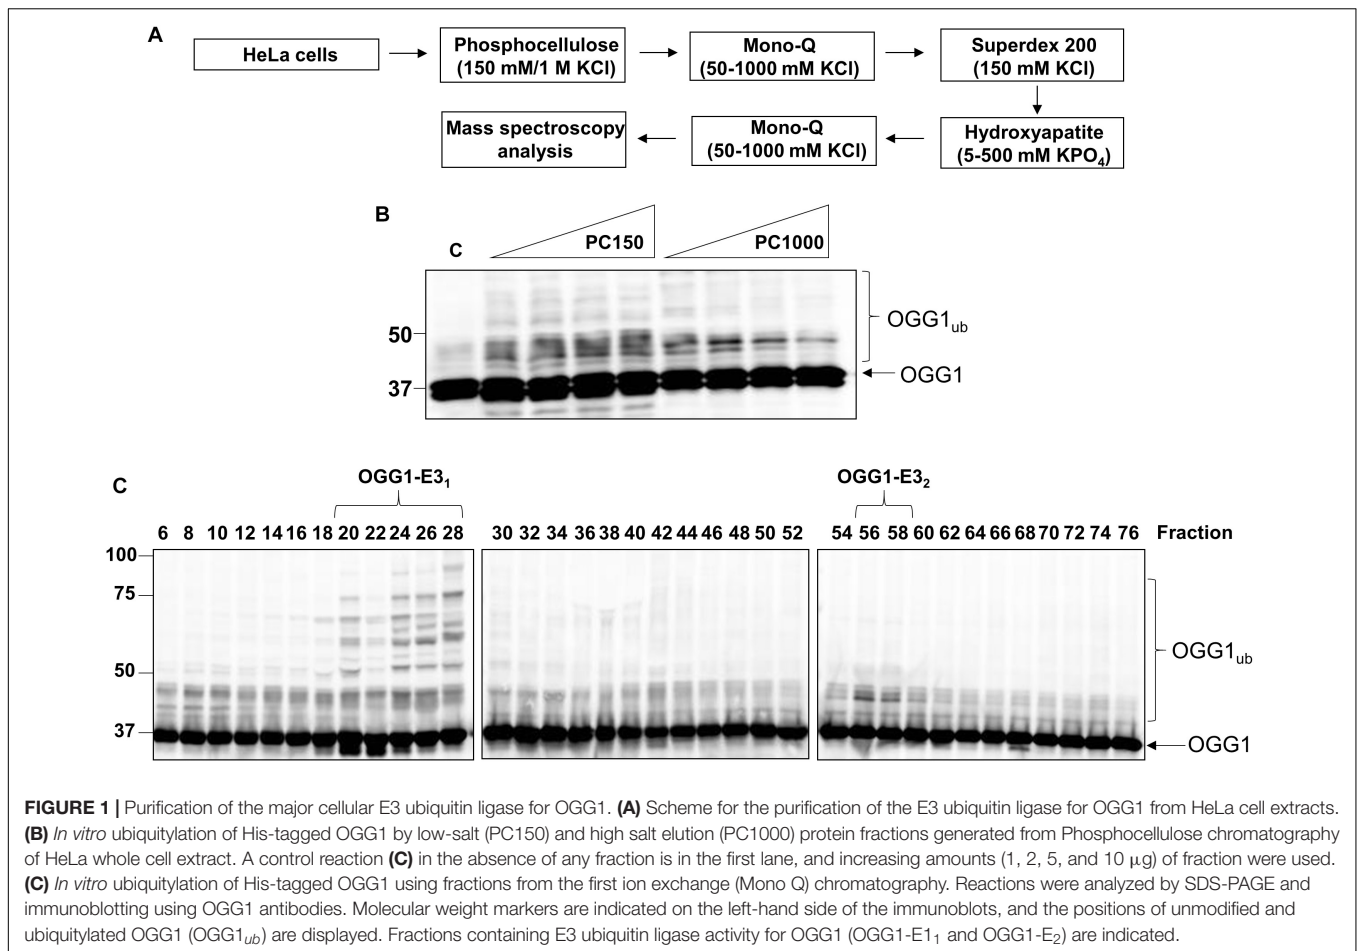 A
HeLa cells
Phosphocellulose
(150 mM/1 M KCl)
Mono-Q
(50-1000 mM KCl)
Superdex 200
(150 mM KCl)
Mass spectroscopy
analysis
Mono-Q
(50-1000 mM KCl)
Hydroxyapatite
(5-500 mM KPO4)
B
C
PC150
PC1000
50
37
OGG1ub
OGG1
C
OGG1-E31
OGG1-E32
6 8 10 12 14 16 18 20 22 24 26 28
30 32 34 36 38 40 42 44 46 48 50 52
54 56 58 60 62 64 66 68 70 72 74 76
Fraction
100
75
50
37
OGG1ub
OGG1
FIGURE 1 | Purification of the major cellular E3 ubiquitin ligase for OGG1. (A) Scheme for the purification of the E3 ubiquitin ligase for OGG1 from HeLa cell extracts.
(B) In vitro ubiquitylation of His-tagged OGG1 by low-salt (PC150) and high salt elution (PC1000) protein fractions generated from Phosphocellulose chromatography
of HeLa whole cell extract. A control reaction (C) in the absence of any fraction is in the first lane, and increasing amounts (1, 2, 5, and 10 μg) of fraction were used.
(C) In vitro ubiquitylation of His-tagged OGG1 using fractions from the first ion exchange (Mono Q) chromatography. Reactions were analyzed by SDS-PAGE and
immunoblotting using OGG1 antibodies. Molecular weight markers are indicated on the left-hand side of the immunoblots, and the positions of unmodified and
ubiquitylated OGG1 (OGG1ub) are displayed. Fractions containing E3 ubiquitin ligase activity for OGG1 (OGG1-E11 and OGG1-E2) are indicated.